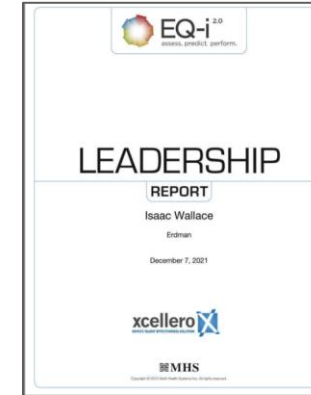 EQ-i 2.0
assess. predict. perform.
LEADERSHIP
REPORT
Isaac Wallace
Erdman
December 7, 2021
xcellero X
MHS